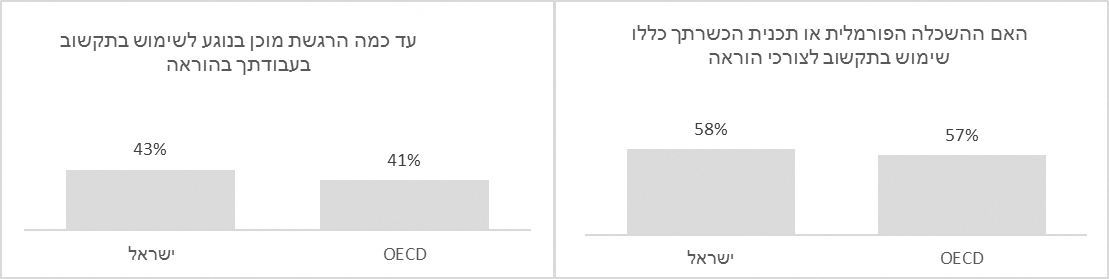 האם ההשכלה הפורמלית או תכנית הכשרתך כללו
שימוש בתקשוב לצורכי הוראה
58%
57%
ישראל
OECD
עד כמה הרגשת מוכן בנוגע לשימוש בתקשוב
בעבודתך בהוראה
43%
41%
ישראל
OECD